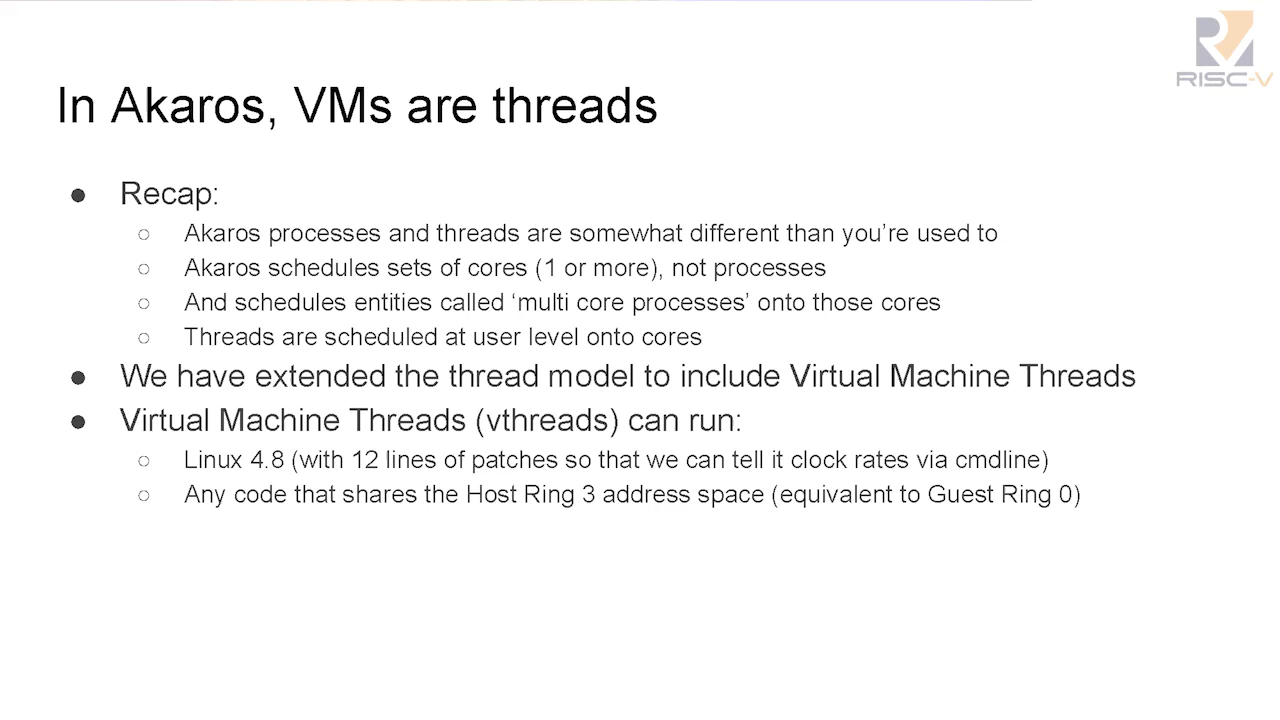 RISC-V
In Akaros, VMs are threads
● Recap:
○ Akaros processes and threads are somewhat different than you’re used to
○ Akaros schedules sets of cores (1 or more), not processes
○ And schedules entities called ‘multi core processes’ onto those cores
○ Threads are scheduled at user level onto cores
● We have extended the thread model to include Virtual Machine Threads
● Virtual Machine Threads (vthreads) can run:
○ Linux 4.8 (with 12 lines of patches so that we can tell it clock rates via cmdline)
○ Any code that shares the Host Ring 3 address space (equivalent to Guest Ring 0)